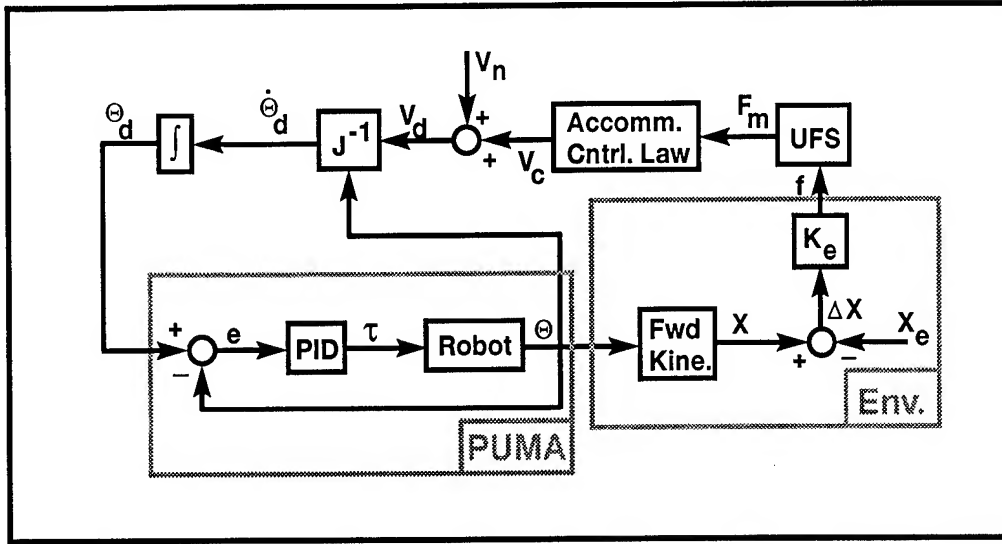 V_n
Θ_d
Θ̇_d
V_d
+
+
V_c
J⁻¹
∫
Accomm.
Cntrl. Law
F_m
UFS
f
K_e
ΔX
X_e
+
−
X
Fwd
Kine.
Θ
Robot
τ
PID
e
+
−
PUMA
Env.